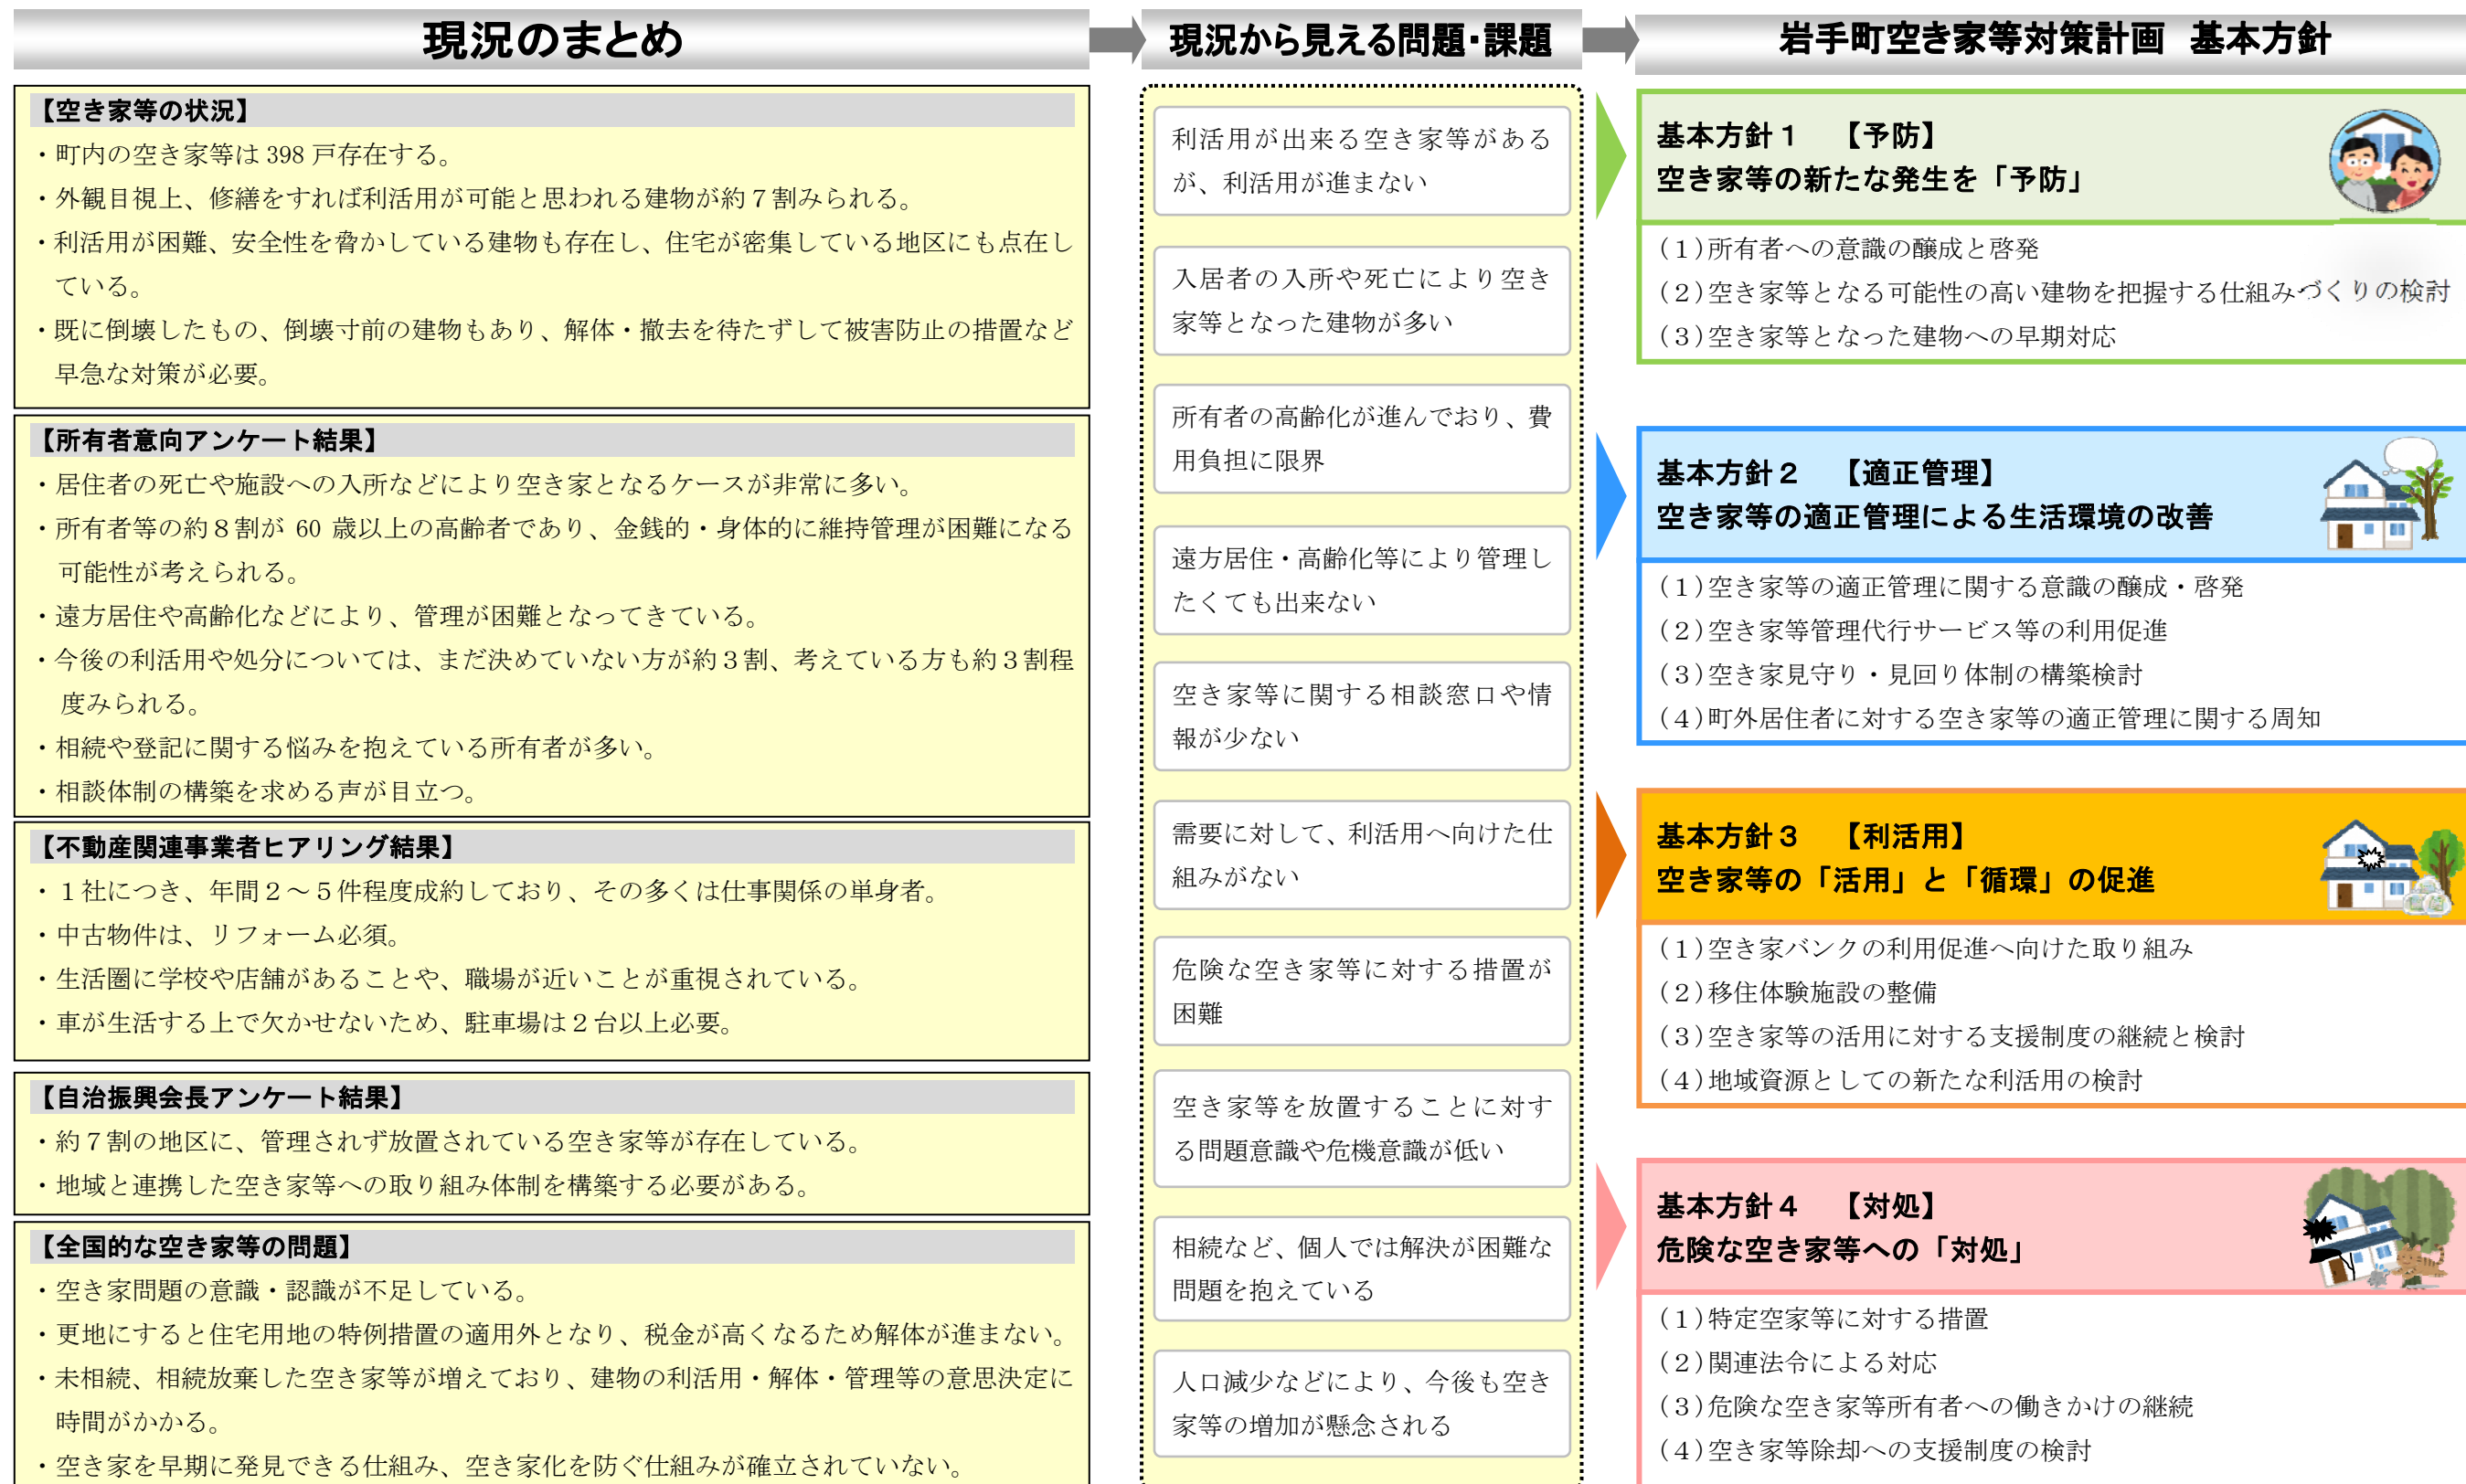 現況のまとめ
【空き家等の状況】
・町内の空き家等は 398 戸存在する。
・外観目視上、修繕をすれば利活用が可能と思われる建物が約７割みられる。
・利活用が困難、安全性を脅かしている建物も存在し、住宅が密集している地区にも点在し
ている。
・既に倒壊したもの、倒壊寸前の建物もあり、解体・撤去を待たずして被害防止の措置など
早急な対策が必要。
【所有者意向アンケート結果】
・居住者の死亡や施設への入所などにより空き家となるケースが非常に多い。
・所有者等の約８割が 60 歳以上の高齢者であり、金銭的・身体的に維持管理が困難になる
可能性が考えられる。
・遠方居住や高齢化などにより、管理が困難となってきている。
・今後の利活用や処分については、まだ決めていない方が約３割、考えている方も約３割程
度みられる。
・相続や登記に関する悩みを抱えている所有者が多い。
・相談体制の構築を求める声が目立つ。
【不動産関連事業者ヒアリング結果】
・１社につき、年間２～５件程度成約しており、その多くは仕事関係の単身者。
・中古物件は、リフォーム必須。
・生活圏に学校や店舗があることや、職場が近いことが重視されている。
・車が生活する上で欠かせないため、駐車場は２台以上必要。
【自治振興会長アンケート結果】
・約７割の地区に、管理されず放置されている空き家等が存在している。
・地域と連携した空き家等への取り組み体制を構築する必要がある。
【全国的な空き家等の問題】
・空き家問題の意識・認識が不足している。
・更地にすると住宅用地の特例措置の適用外となり、税金が高くなるため解体が進まない。
・未相続、相続放棄した空き家等が増えており、建物の利活用・解体・管理等の意思決定に
時間がかかる。
・空き家を早期に発見できる仕組み、空き家化を防ぐ仕組みが確立されていない。
現況から見える問題・課題
利活用が出来る空き家等がある
が、利活用が進まない
入居者の入所や死亡により空き
家等となった建物が多い
所有者の高齢化が進んでおり、費
用負担に限界
遠方居住・高齢化等により管理し
たくても出来ない
空き家等に関する相談窓口や情
報が少ない
需要に対して、利活用へ向けた仕
組みがない
危険な空き家等に対する措置が
困難
空き家等を放置することに対す
る問題意識や危機意識が低い
相続など、個人では解決が困難な
問題を抱えている
人口減少などにより、今後も空き
家等の増加が懸念される
岩手町空き家等対策計画　基本方針
基本方針１　【予防】
空き家等の新たな発生を「予防」
（１）所有者への意識の醸成と啓発
（２）空き家等となる可能性の高い建物を把握する仕組みづくりの検討
（３）空き家等となった建物への早期対応
基本方針２　【適正管理】
空き家等の適正管理による生活環境の改善
（１）空き家等の適正管理に関する意識の醸成・啓発
（２）空き家等管理代行サービス等の利用促進
（３）空き家見守り・見回り体制の構築検討
（４）町外居住者に対する空き家等の適正管理に関する周知
基本方針３　【利活用】
空き家等の「活用」と「循環」の促進
（１）空き家バンクの利用促進へ向けた取り組み
（２）移住体験施設の整備
（３）空き家等の活用に対する支援制度の継続と検討
（４）地域資源としての新たな利活用の検討
基本方針４　【対処】
危険な空き家等への「対処」
（１）特定空家等に対する措置
（２）関連法令による対応
（３）危険な空き家等所有者への働きかけの継続
（４）空き家等除却への支援制度の検討